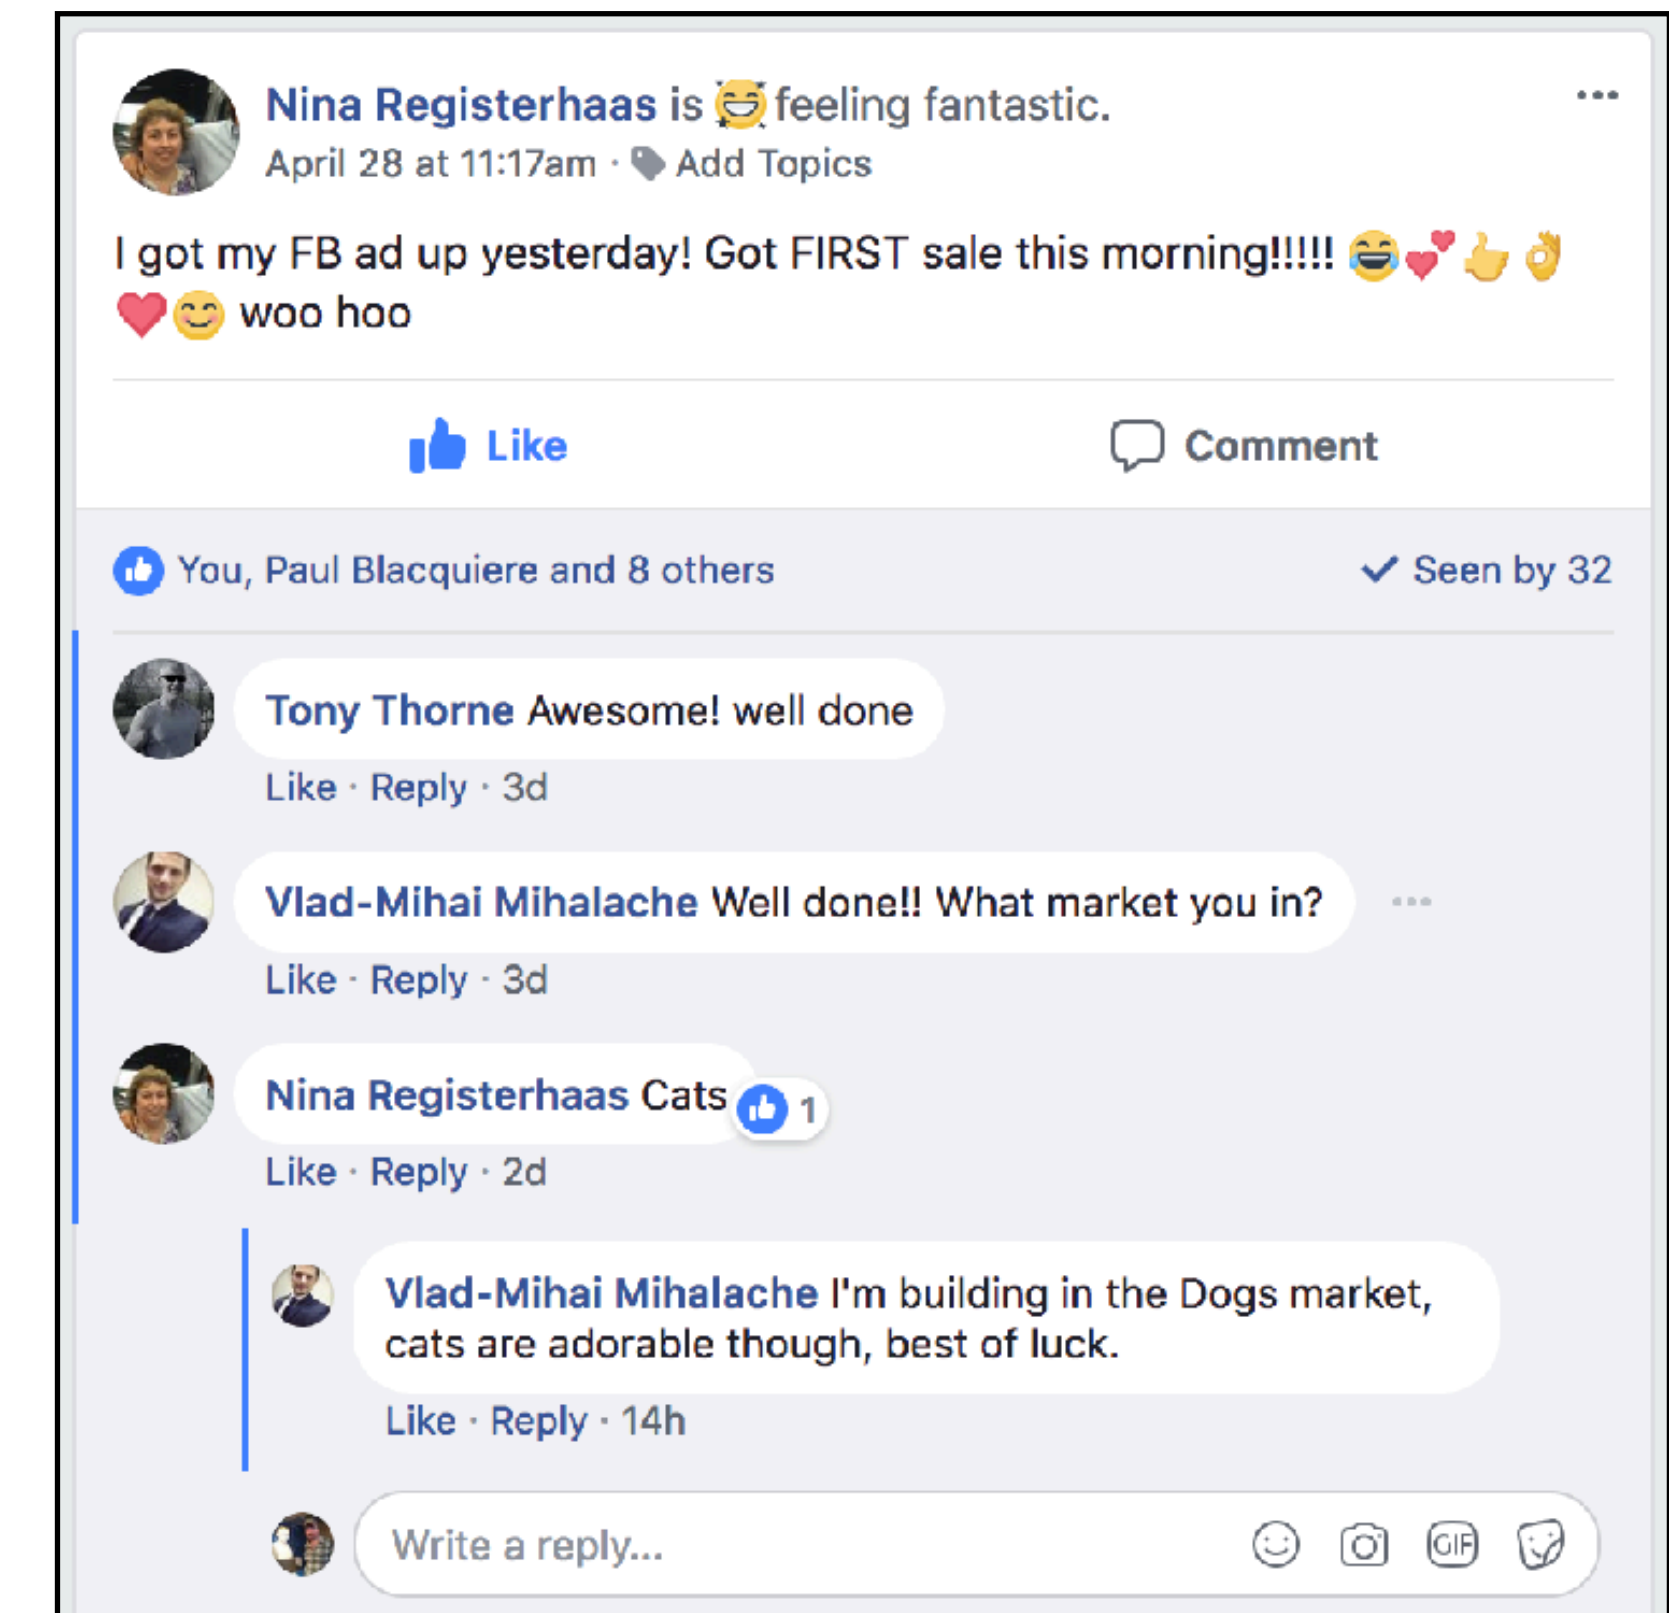 Nina Registerhaas is 😆 feeling fantastic.
April 28 at 11:17am · Add Topics
I got my FB ad up yesterday! Got FIRST sale this morning!!!!! 😂💕👍👌
❤️😊 woo hoo
Like
Comment
You, Paul Blacquiere and 8 others
Seen by 32
Tony Thorne Awesome! well done
Like · Reply · 3d
Vlad-Mihai Mihalache Well done!! What market you in?
Like · Reply · 3d
Nina Registerhaas Cats
1
Like · Reply · 2d
Vlad-Mihai Mihalache I'm building in the Dogs market,
cats are adorable though, best of luck.
Like · Reply · 14h
Write a reply...
GIF